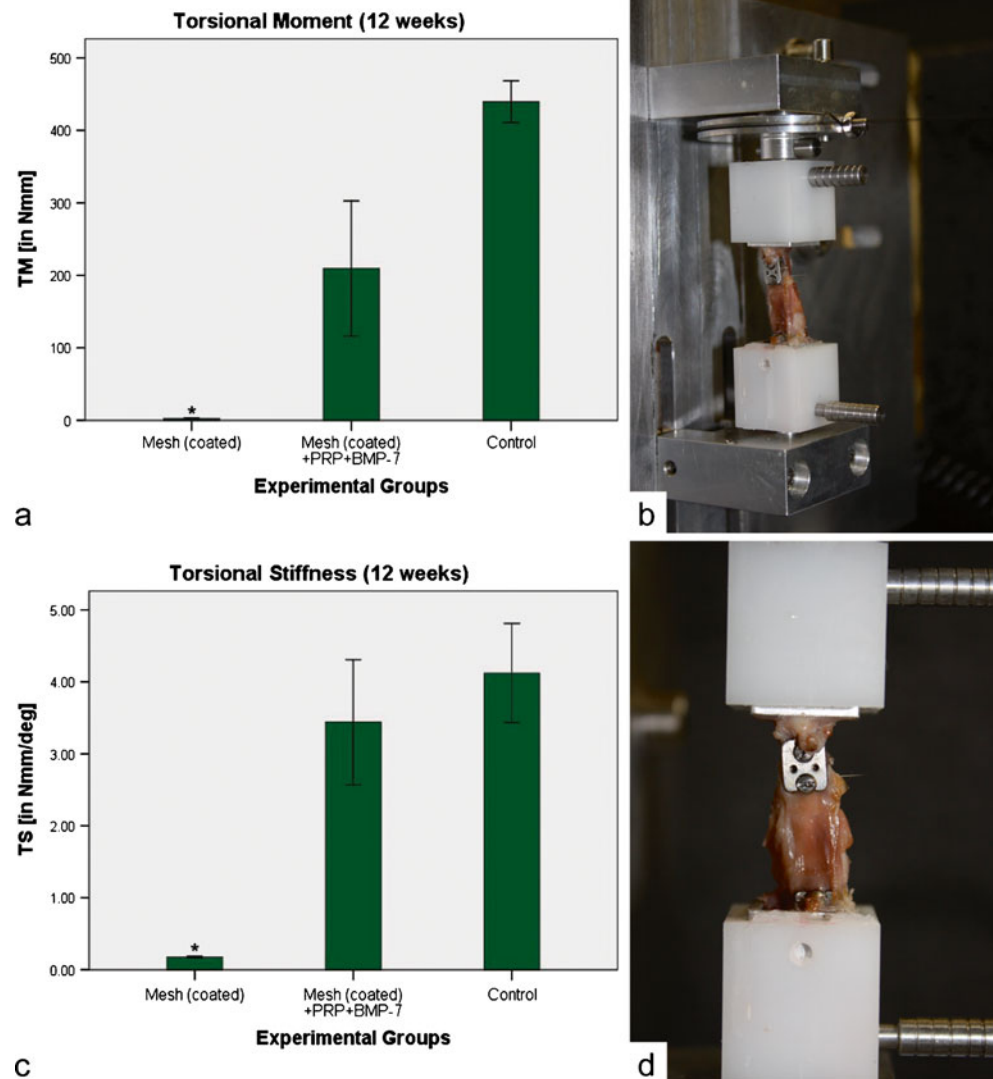 Torsional Moment (12 weeks)
500
400
300
200
100
0
TM [in Nmm]
*
Mesh (coated)
Mesh (coated)
+PRP+BMP-7
Control
Experimental Groups
a
b
Torsional Stiffness (12 weeks)
5.00
4.00
3.00
2.00
1.00
0.00
TS [in Nmm/deg]
*
Mesh (coated)
Mesh (coated)
+PRP+BMP-7
Control
Experimental Groups
c
d